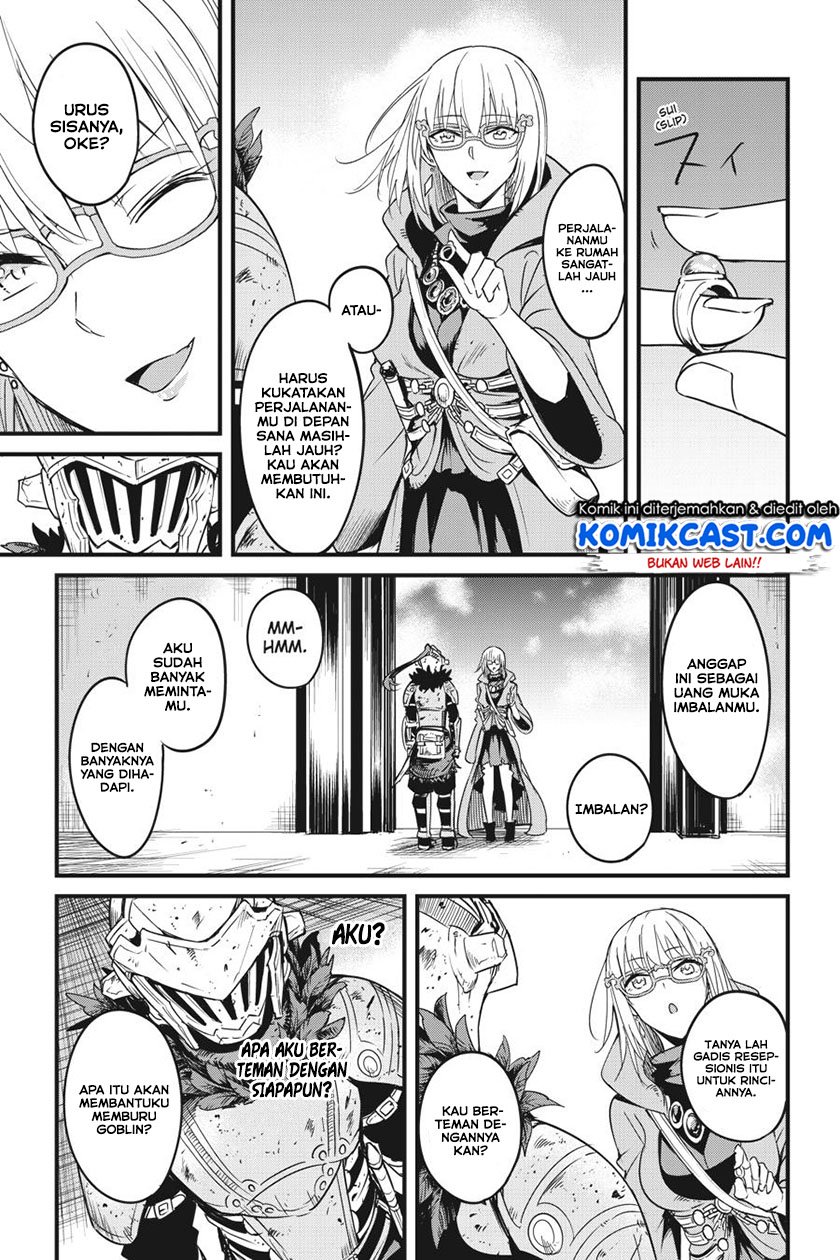 SUI
(SLIP)
スイ
PERJALA-
NANMU
KE RUMAH
SANGAT-
LAH JAUH
...
ATAU-
HARUS
KUKATAKAN
PERJALANAN-
MU DI DEPAN
SANA MASIH-
LAH JAUH?
KAU AKAN
MEMBUTUH-
KAN INI.
URUS
SISANYA,
OKE?
Komik ini diterjemahkan & diedit oleh
KOMIKCAST.COM
BUKAN WEB LAIN!!
ANGGAP
INI SEBAGAI
UANG MUKA
IMBALANMU.
IMBALAN?
MM-
HMM.
AKU
SUDAH
BANYAK
MEMINTA-
MU.
DENGAN
BANYAKNYA
YANG DIHA-
DAPI.
TANYA LAH
GADIS RESEP-
SIONIS ITU
UNTUK RINCI-
ANNYA.
KAU BER-
TEMAN DE-
NGANNYA
KAN?
AKU?
APA AKU BER-
TEMAN DENGAN
SIAPAPUN?
APA ITU AKAN
MEMBANTUKU
MEMBURU
GOBLIN?